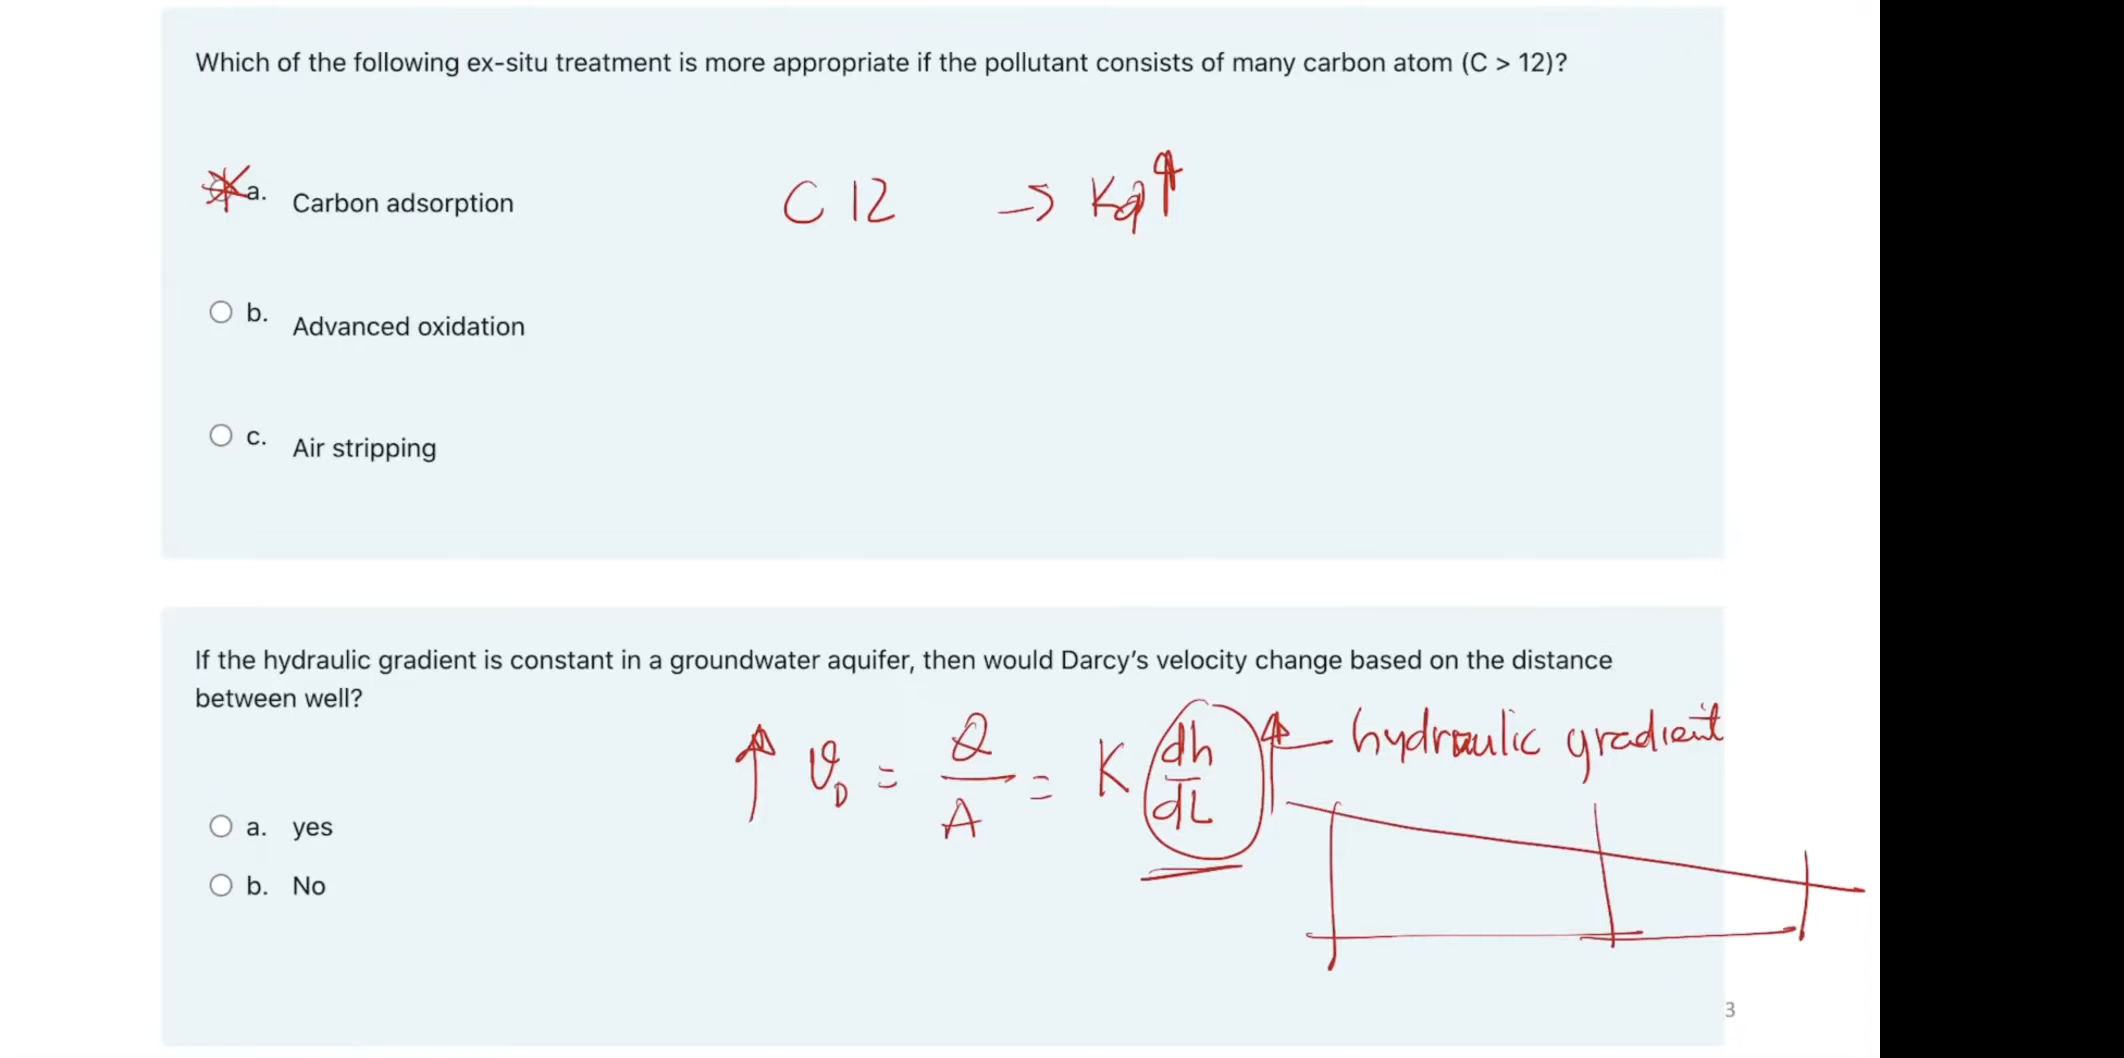 Which of the following ex-situ treatment is more appropriate if the pollutant consists of many carbon atom (C > 12)?
a. Carbon adsorption
C 12 → Kd↑
b. Advanced oxidation
c. Air stripping
If the hydraulic gradient is constant in a groundwater aquifer, then would Darcy’s velocity change based on the distance
between well?
↑ v_D = Q/A = K (dh/dL) ↑ ← hydraulic gradient
a. yes
b. No
3